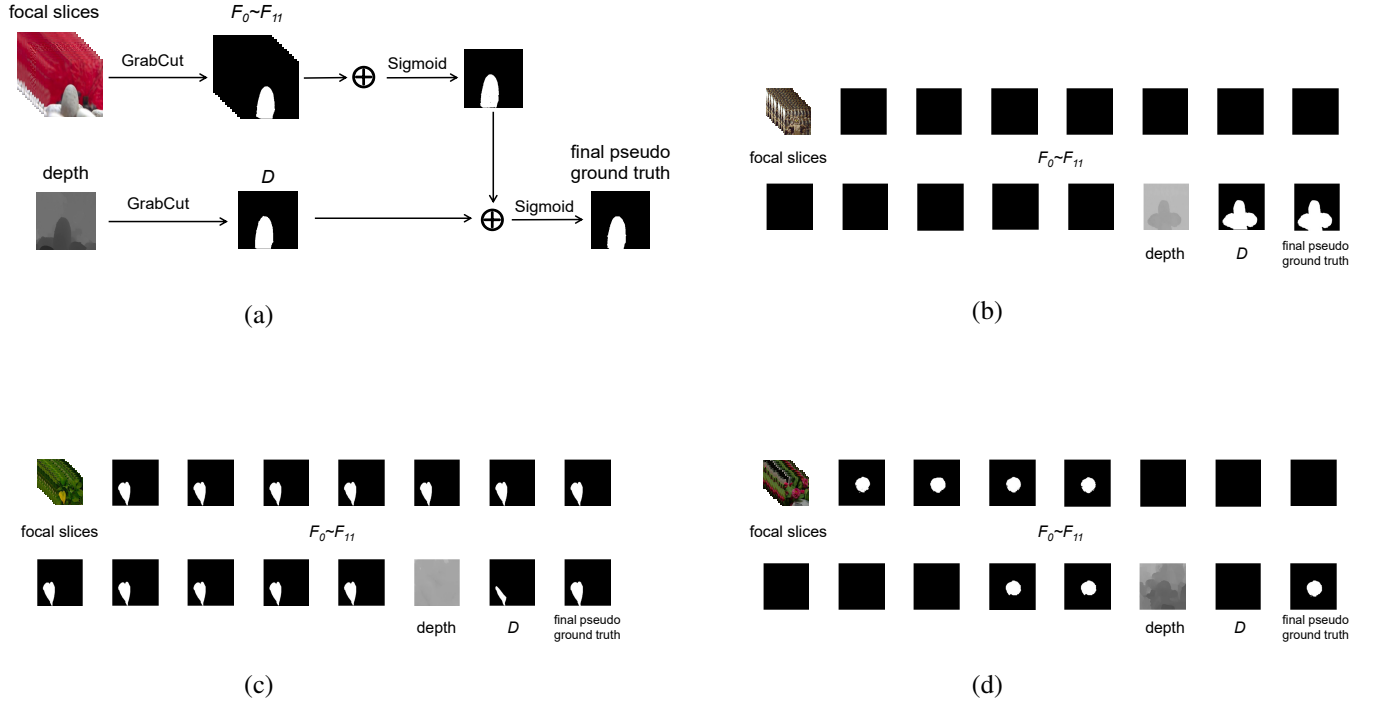 focal slices
F0~F11
GrabCut
Sigmoid
depth
D
GrabCut
final pseudo
ground truth
Sigmoid
(a)
focal slices
F0~F11
depth
D
final pseudo
ground truth
(b)
focal slices
F0~F11
depth
D
final pseudo
ground truth
(c)
focal slices
F0~F11
depth
D
final pseudo
ground truth
(d)